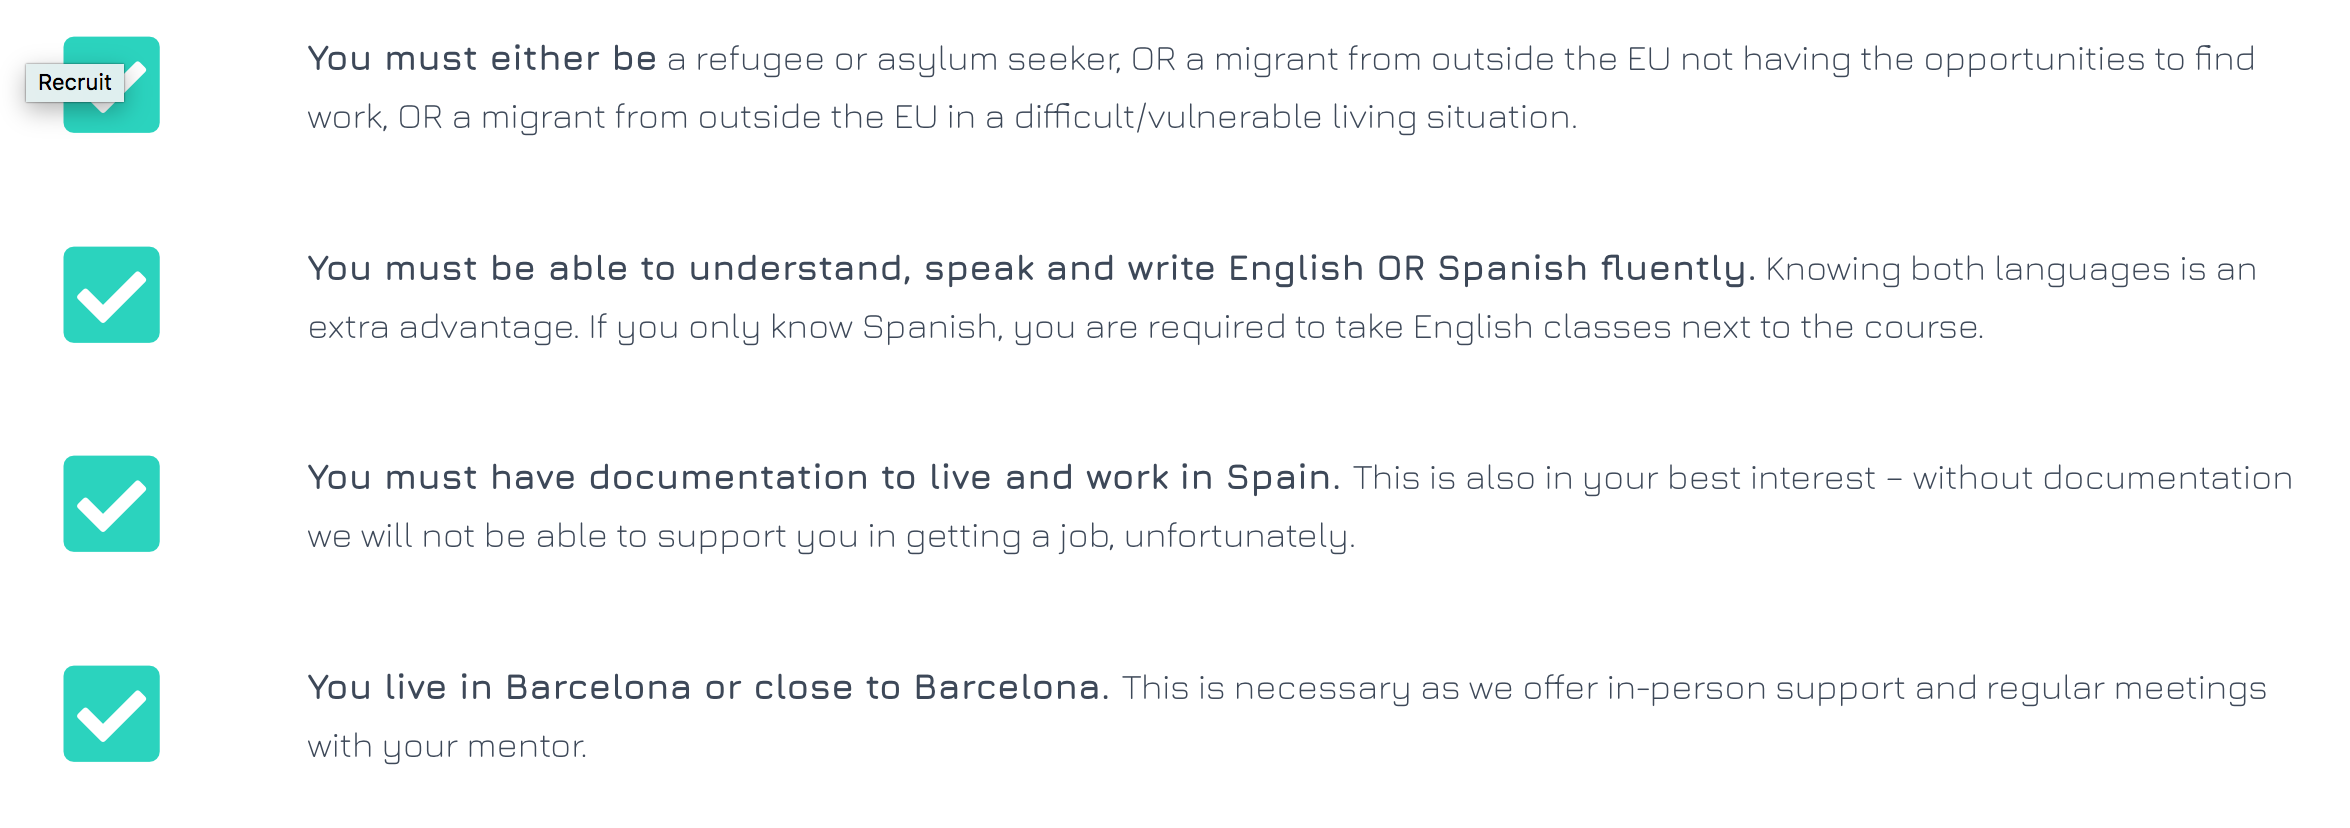 You must either be a refugee or asylum seeker, OR a migrant from outside the EU not having the opportunities to find
Recruit
work, OR a migrant from outside the EU in a difficult/vulnerable living situation.
You must be able to understand, speak and write English OR Spanish fluently. Knowing both languages is an
extra advantage. If you only know Spanish, you are required to take English classes next to the course.
You must have documentation to live and work in Spain. This is also in your best interest – without documentation
we will not be able to support you in getting a job, unfortunately.
You live in Barcelona or close to Barcelona. This is necessary as we offer in-person support and regular meetings
with your mentor.